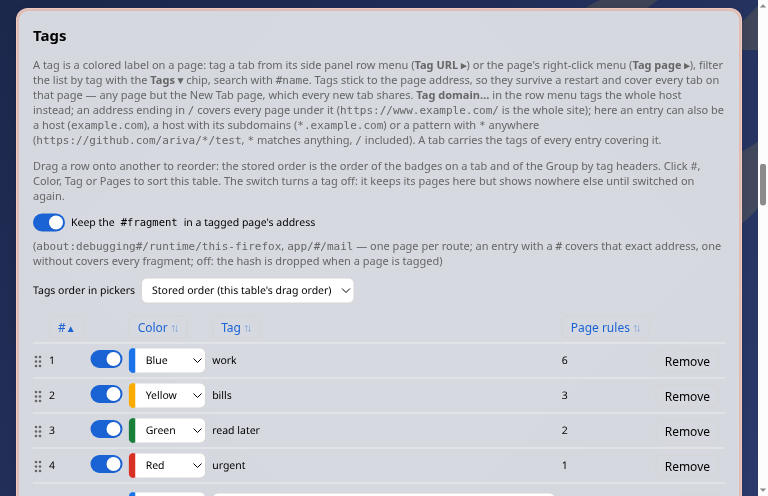 Tags
A tag is a colored label on a page: tag a tab from its side panel row menu (Tag URL ▸) or the page's right-click menu (Tag page ▸), filter
the list by tag with the Tags ▾ chip, search with #name. Tags stick to the page address, so they survive a restart and cover every tab on
that page — any page but the New Tab page, which every new tab shares. Tag domain… in the row menu tags the whole host
instead; an address ending in / covers every page under it (https://www.example.com/ is the whole site); here an entry can also be
a host (example.com), a host with its subdomains (*.example.com) or a pattern with * anywhere
(https://github.com/ariva/*/test, * matches anything, / included). A tab carries the tags of every entry covering it.
Drag a row onto another to reorder: the stored order is the order of the badges on a tab and of the Group by tag headers. Click #,
Color, Tag or Pages to sort this table. The switch turns a tag off: it keeps its pages here but shows nowhere else until switched on
again.
Keep the #fragment in a tagged page's address
(about:debugging#/runtime/this-firefox, app/#/mail — one page per route; an entry with a # covers that exact address, one
without covers every fragment; off: the hash is dropped when a page is tagged)
Tags order in pickers Stored order (this table's drag order)
#▲ Color ↑↓ Tag ↑↓ Page rules ↑↓
1 Blue work 6 Remove
2 Yellow bills 3 Remove
3 Green read later 2 Remove
4 Red urgent 1 Remove